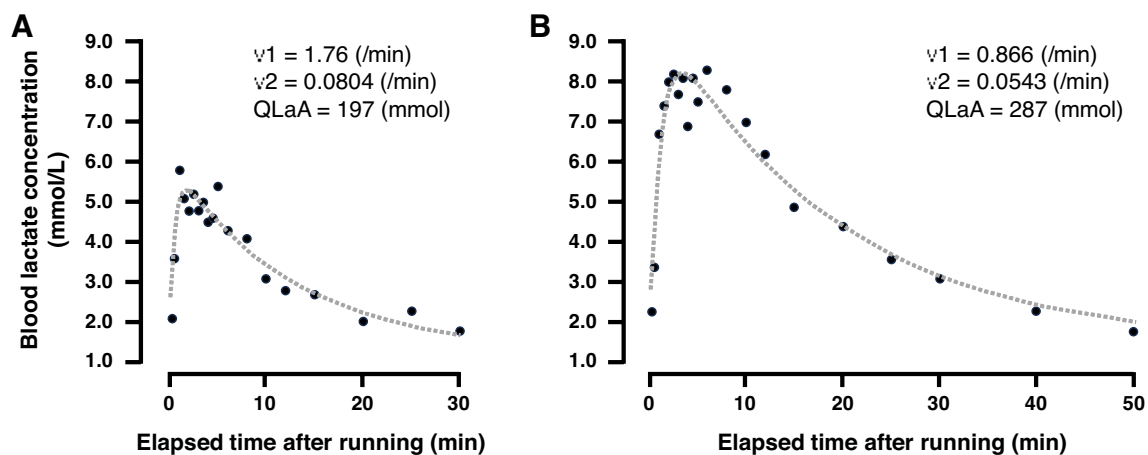 A
B
Blood lactate concentration
(mmol/L)
9.0
8.0
7.0
6.0
5.0
4.0
3.0
2.0
1.0
v1 = 1.76 (/min)
v2 = 0.0804 (/min)
QLaA = 197 (mmol)
0 10 20 30
Elapsed time after running (min)
9.0
8.0
7.0
6.0
5.0
4.0
3.0
2.0
1.0
v1 = 0.866 (/min)
v2 = 0.0543 (/min)
QLaA = 287 (mmol)
0 10 20 30 40 50
Elapsed time after running (min)